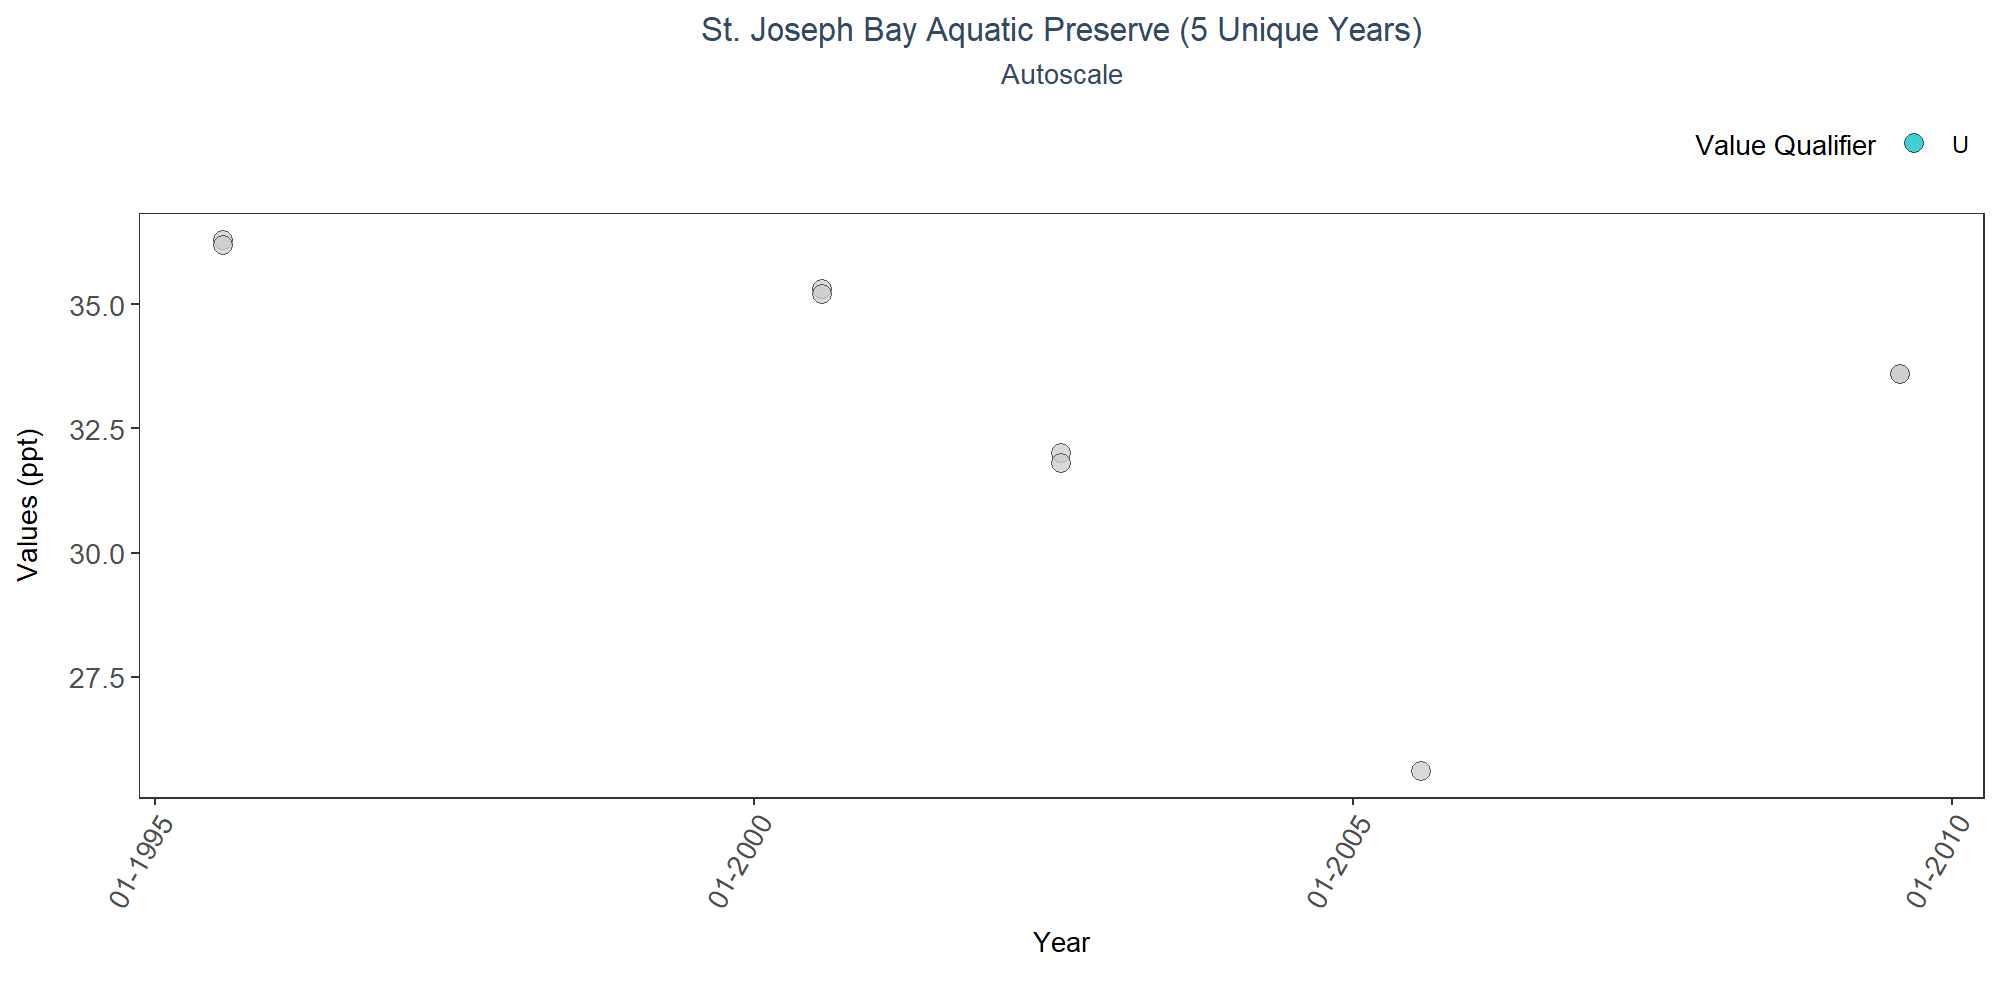 St. Joseph Bay Aquatic Preserve (5 Unique Years)
Autoscale
Value Qualifier U
35.0
32.5
30.0
27.5
Values (ppt)
01-1995
01-2000
01-2005
01-2010
Year